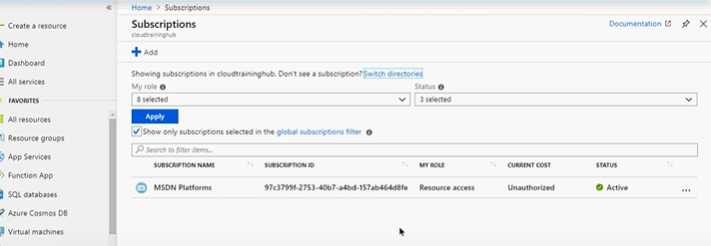 Home > Subscriptions
Subscriptions
cloudtraininghub
Documentation
Create a resource
Home
Dashboard
All services
FAVORITES
All resources
Resource groups
App Services
Function App
SQL databases
Azure Cosmos DB
Virtual machines
+ Add
Showing subscriptions in cloudtraininghub. Don't see a subscription? Switch directories
My role
Status
8 selected
3 selected
Apply
Show only subscriptions selected in the global subscriptions filter
Search to filter items...
SUBSCRIPTION NAME SUBSCRIPTION ID MY ROLE CURRENT COST STATUS
MSDN Platforms 97c3799f-2753-40b7-a4bd-157ab464d8fe Resource access Unauthorized Active ...